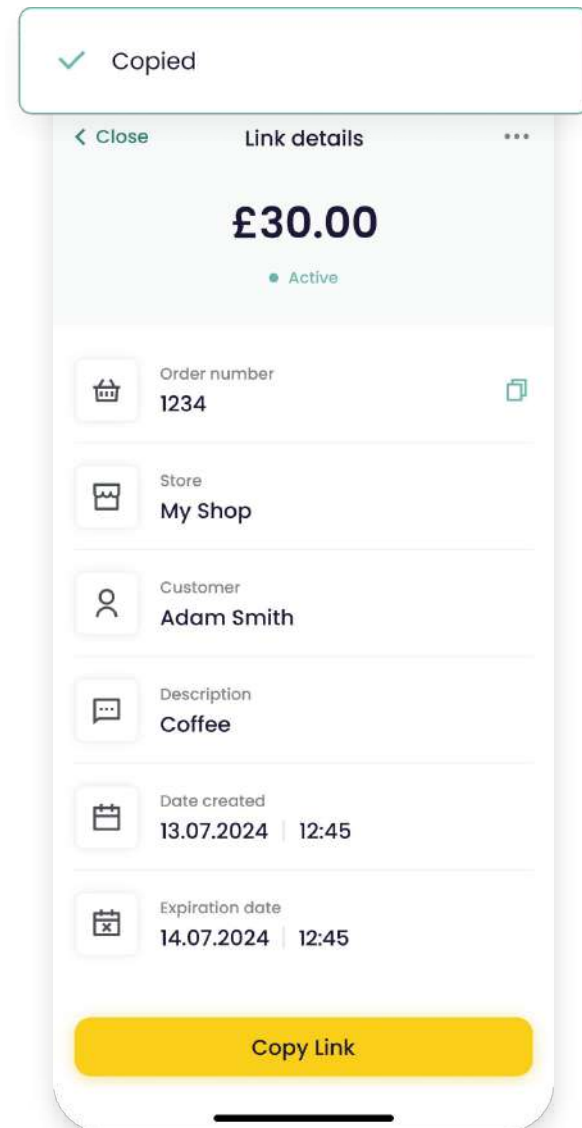 Copied
Close Link details
£30.00
Active
Order number
1234
Store
My Shop
Customer
Adam Smith
Description
Coffee
Date created
13.07.2024 12:45
Expiration date
14.07.2024 12:45
Copy Link